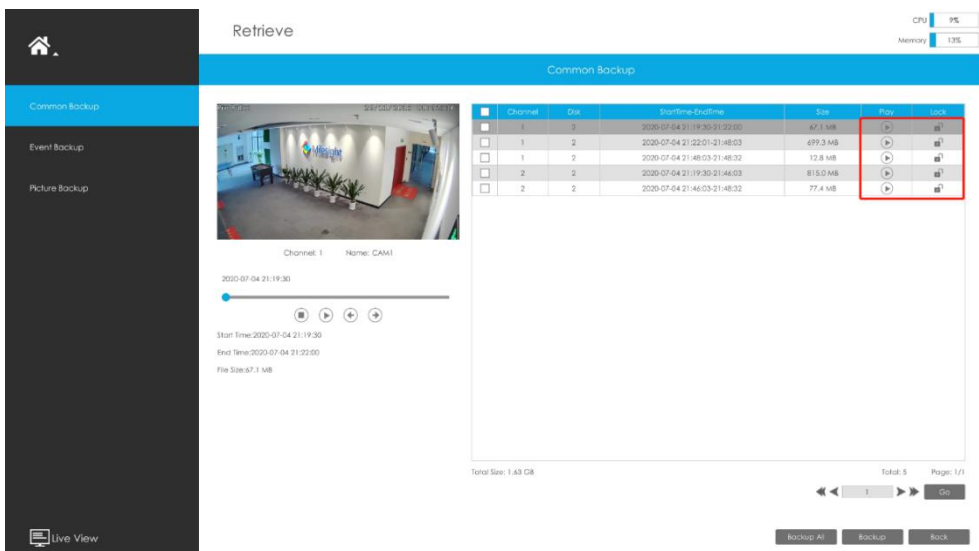 Retrieve
CPU 9%
Memory 13%
Common Backup
Common Backup
Event Backup
Picture Backup
Live View
Milesight
Channel: 1 Name: CAM1
2020-07-04 21:19:30
Start Time:2020-07-04 21:19:30
End Time:2020-07-04 21:22:00
File Size:67.1 MB
Channel Disk StartTime-EndTime Size Play Lock
1 2 2020-07-04 21:19:30-21:22:00 67.1 MB
1 2 2020-07-04 21:22:01-21:48:03 699.3 MB
1 2 2020-07-04 21:48:03-21:48:32 12.8 MB
2 2 2020-07-04 21:19:30-21:46:03 815.0 MB
2 2 2020-07-04 21:46:03-21:48:32 77.4 MB
Total Size: 1.63 GB
Total: 5 Page: 1/1
1 Go
Backup All Backup Back